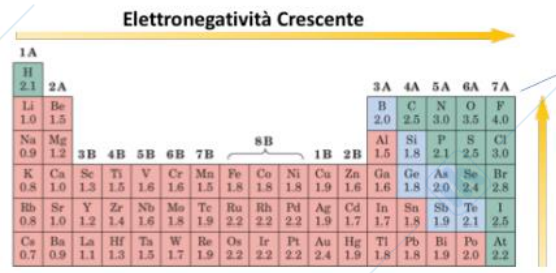 Elettronegatività Crescente
1A
H
2.1 2A 3A 4A 5A 6A 7A
Li Be B C N O F
1.0 1.5 2.0 2.5 3.0 3.5 4.0
Na Mg 8B Al Si P S Cl
0.9 1.2 3B 4B 5B 6B 7B 1B 2B 1.5 1.8 2.1 2.5 3.0
K Ca Sc Ti V Cr Mn Fe Co Ni Cu Zn Ga Ge As Se Br
0.8 1.0 1.3 1.5 1.6 1.6 1.5 1.8 1.8 1.8 1.9 1.6 1.6 1.8 2.0 2.4 2.8
Rb Sr Y Zr Nb Mo Tc Ru Rh Pd Ag Cd In Sn Sb Te I
0.8 1.0 1.2 1.4 1.6 1.8 1.9 2.2 2.2 2.2 1.9 1.7 1.7 1.8 1.9 2.1 2.5
Cs Ba La Hf Ta W Re Os Ir Pt Au Hg Tl Pb Bi Po At
0.7 0.9 1.1 1.3 1.5 1.7 1.9 2.2 2.2 2.2 2.4 1.9 1.8 1.8 1.9 2.0 2.2